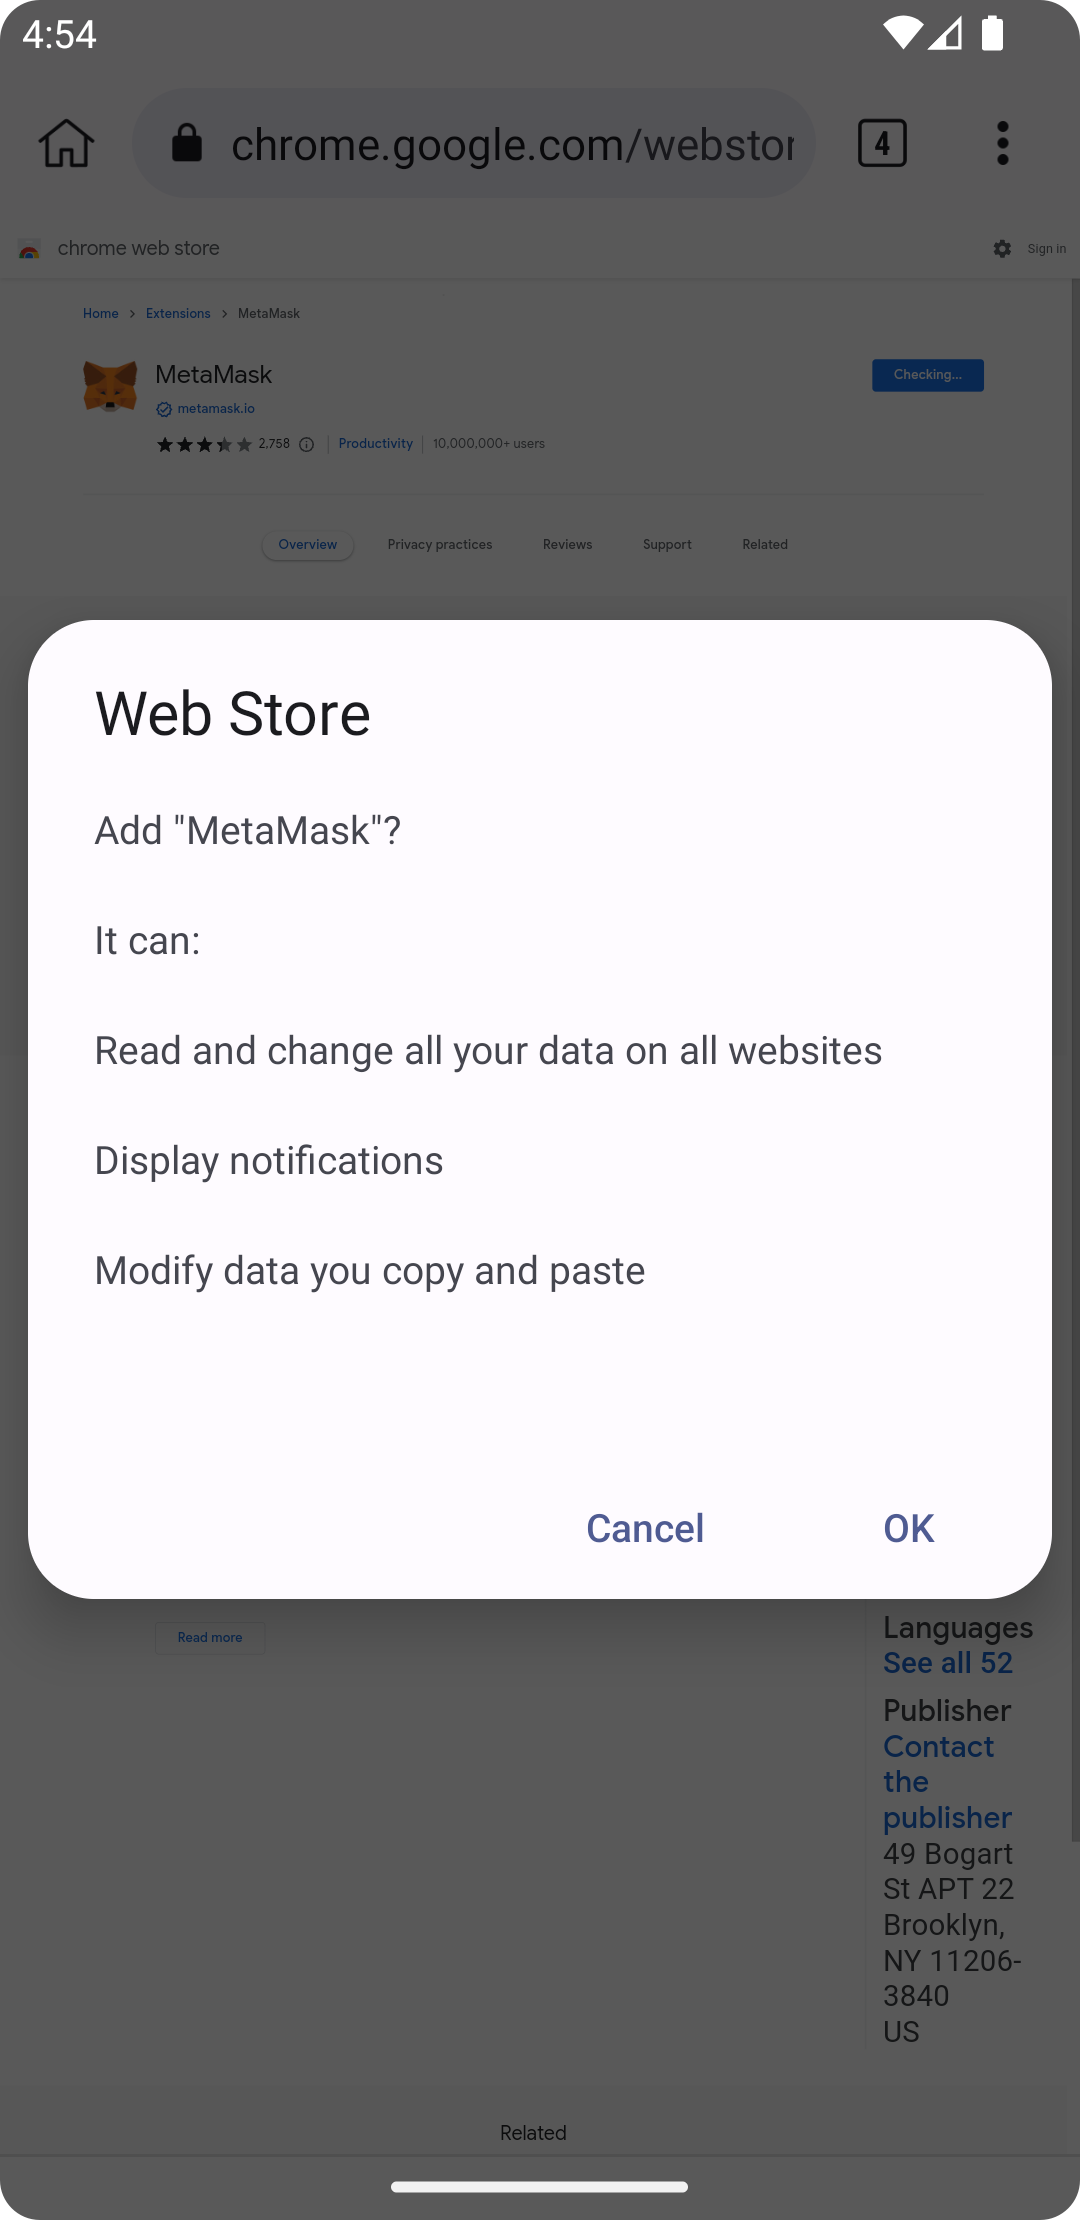 4:54
chrome.google.com/webstor
4
chrome web store
Sign in
Home > Extensions > MetaMask
MetaMask
Checking...
metamask.io
2,758 | Productivity | 10,000,000+ users
Overview Privacy practices Reviews Support Related
Web Store
Add "MetaMask"?
It can:
Read and change all your data on all websites
Display notifications
Modify data you copy and paste
Cancel OK
Read more
Languages
See all 52
Publisher
Contact
the
publisher
49 Bogart
St APT 22
Brooklyn,
NY 11206-
3840
US
Related